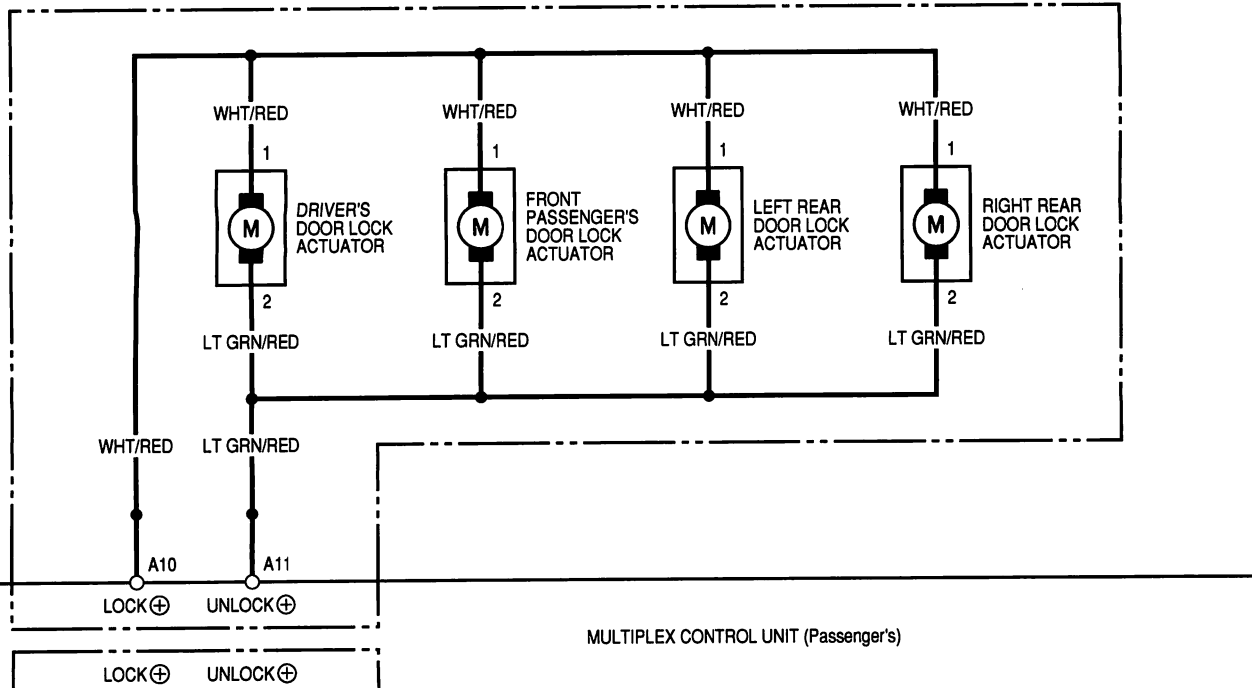 WHT/RED
WHT/RED
WHT/RED
WHT/RED
1
1
1
1
M
DRIVER'S
DOOR LOCK
ACTUATOR
M
FRONT
PASSENGER'S
DOOR LOCK
ACTUATOR
M
LEFT REAR
DOOR LOCK
ACTUATOR
M
RIGHT REAR
DOOR LOCK
ACTUATOR
2
2
2
2
LT GRN/RED
LT GRN/RED
LT GRN/RED
LT GRN/RED
WHT/RED
LT GRN/RED
A10
A11
LOCK⊕
UNLOCK⊕
MULTIPLEX CONTROL UNIT (Passenger's)
LOCK⊕
UNLOCK⊕